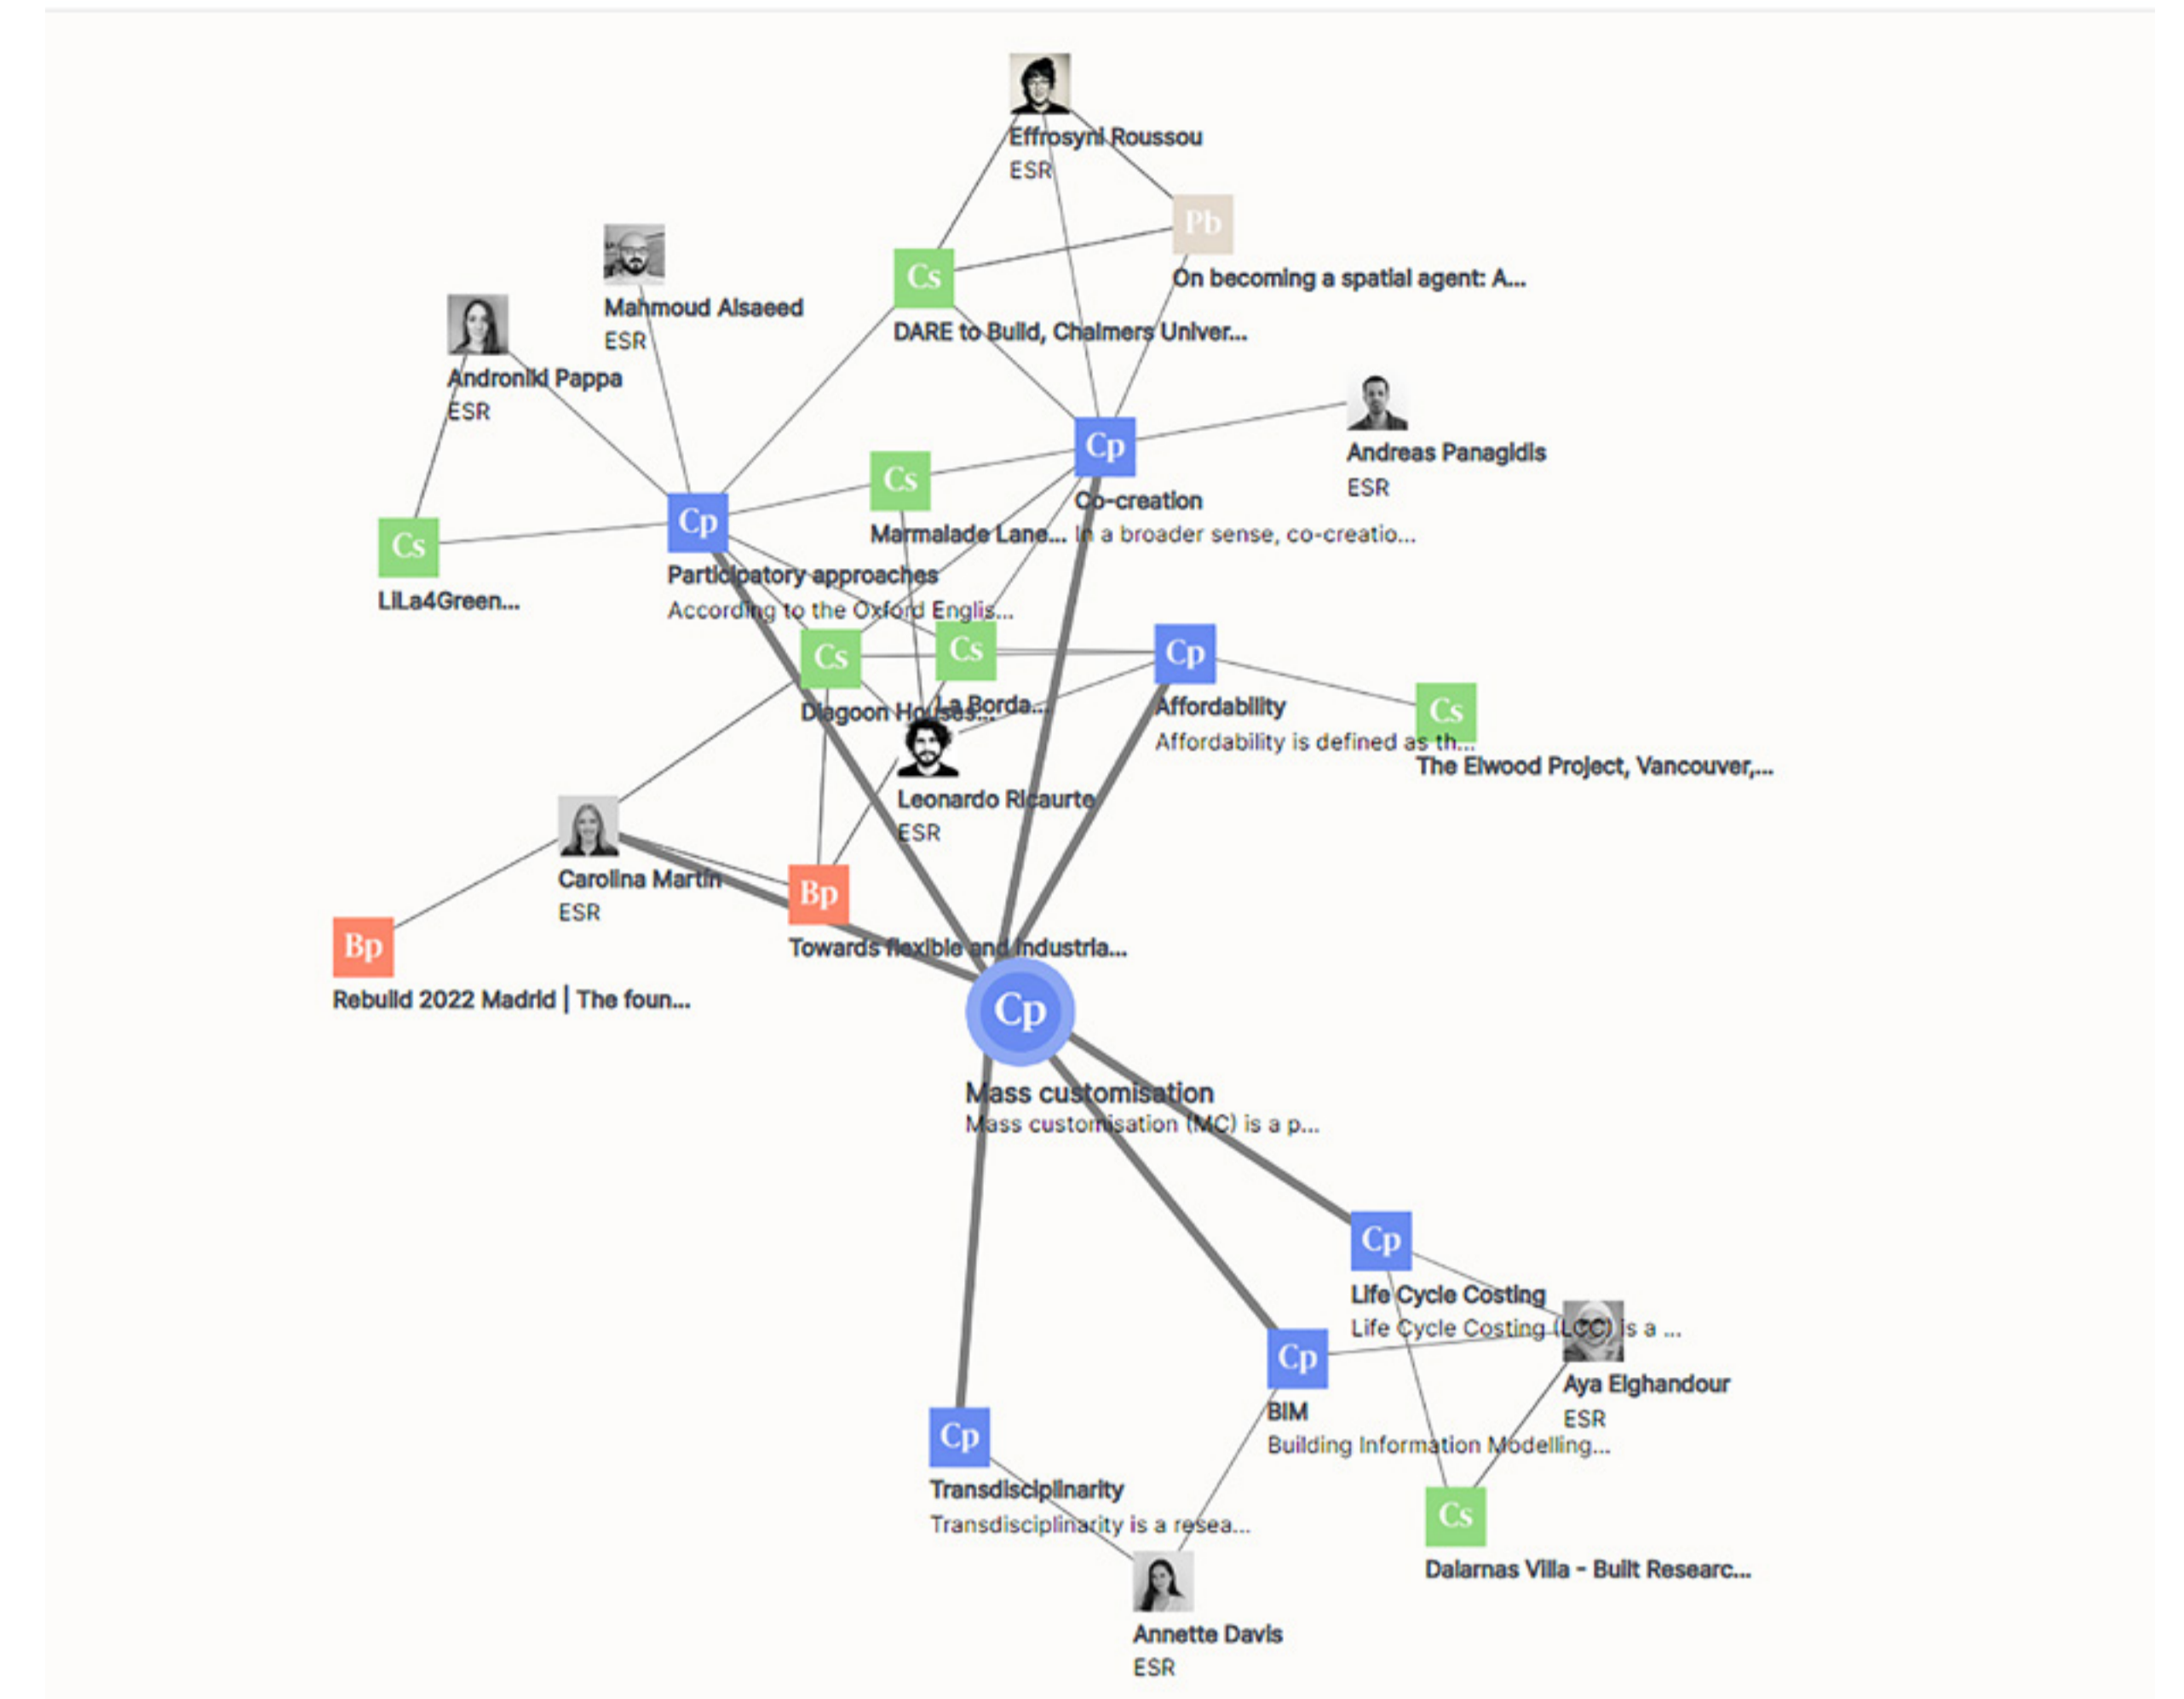 Effrosyni Roussou
ESR
Pb
On becoming a spatial agent: A...
Mahmoud Alsaeed
ESR
Cs
DARE to Build, Chalmers Univer...
Androniki Pappa
ESR
Andreas Panagidis
ESR
Cp
Co-creation
In a broader sense, co-creatio...
Cs
Marmalade Lane...
Cp
Participatory approaches
According to the Oxford Englis...
Cs
LiLa4Green...
Cs
Diagoon Houses...
Cs
La Borda...
Cp
Affordability
Affordability is defined as th...
Cs
The Elwood Project, Vancouver,...
Leonardo Ricaurte
ESR
Carolina Martín
ESR
Bp
Towards flexible and industria...
Bp
Rebuild 2022 Madrid | The foun...
Cp
Mass customisation
Mass customisation (MC) is a p...
Cp
Life Cycle Costing
Life Cycle Costing (LCC) is a ...
Aya Elghandour
ESR
Cp
BIM
Building Information Modelling...
Cp
Transdisciplinarity
Transdisciplinarity is a resea...
Cs
Dalarnas Villa - Built Researc...
Annette Davis
ESR